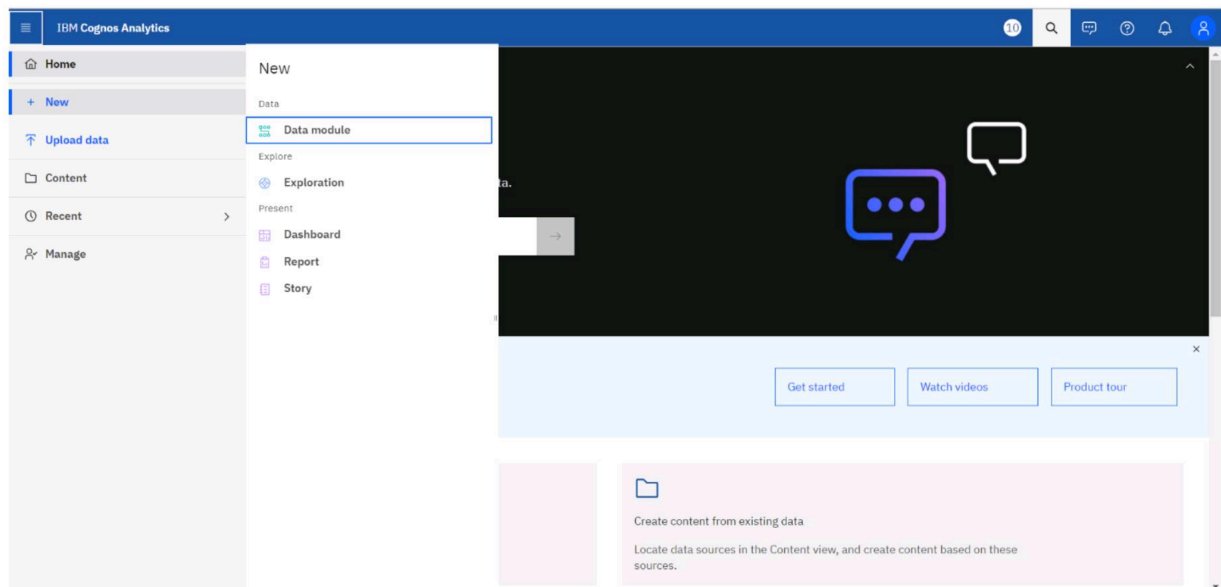 IBM Cognos Analytics
10
Home
New
Upload data
Content
Recent
Manage
New
Data
Data module
Explore
Exploration
Present
Dashboard
Report
Story
ta.
Get started
Watch videos
Product tour
Create content from existing data
Locate data sources in the Content view, and create content based on these
sources.